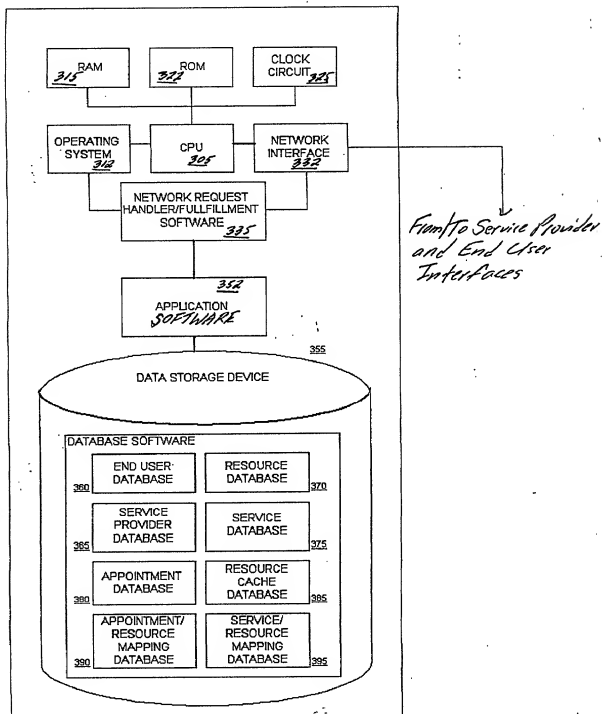 RAM
315
ROM
322
CLOCK
CIRCUIT
325
OPERATING
SYSTEM
312
CPU
305
NETWORK
INTERFACE
332
NETWORK REQUEST
HANDLER/FULLFILLMENT
SOFTWARE
335
From/To Service Provider
and End User
Interfaces
352
APPLICATION
SOFTWARE
355
DATA STORAGE DEVICE
DATABASE SOFTWARE
END USER
DATABASE
360
RESOURCE
DATABASE
370
SERVICE
PROVIDER
DATABASE
365
SERVICE
DATABASE
375
APPOINTMENT
DATABASE
380
RESOURCE
CACHE
DATABASE
385
APPOINTMENT/
RESOURCE
MAPPING
DATABASE
390
SERVICE/
RESOURCE
MAPPING
DATABASE
395